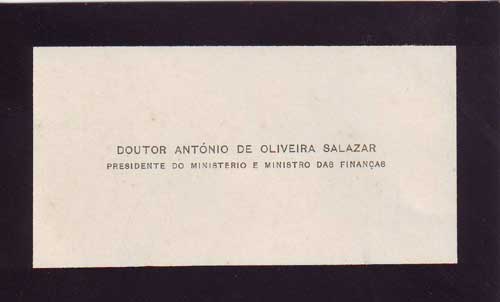 DOUTOR ANTÓNIO DE OLIVEIRA SALAZAR
PRESIDENTE DO MINISTERIO E MINISTRO DAS FINANÇAS